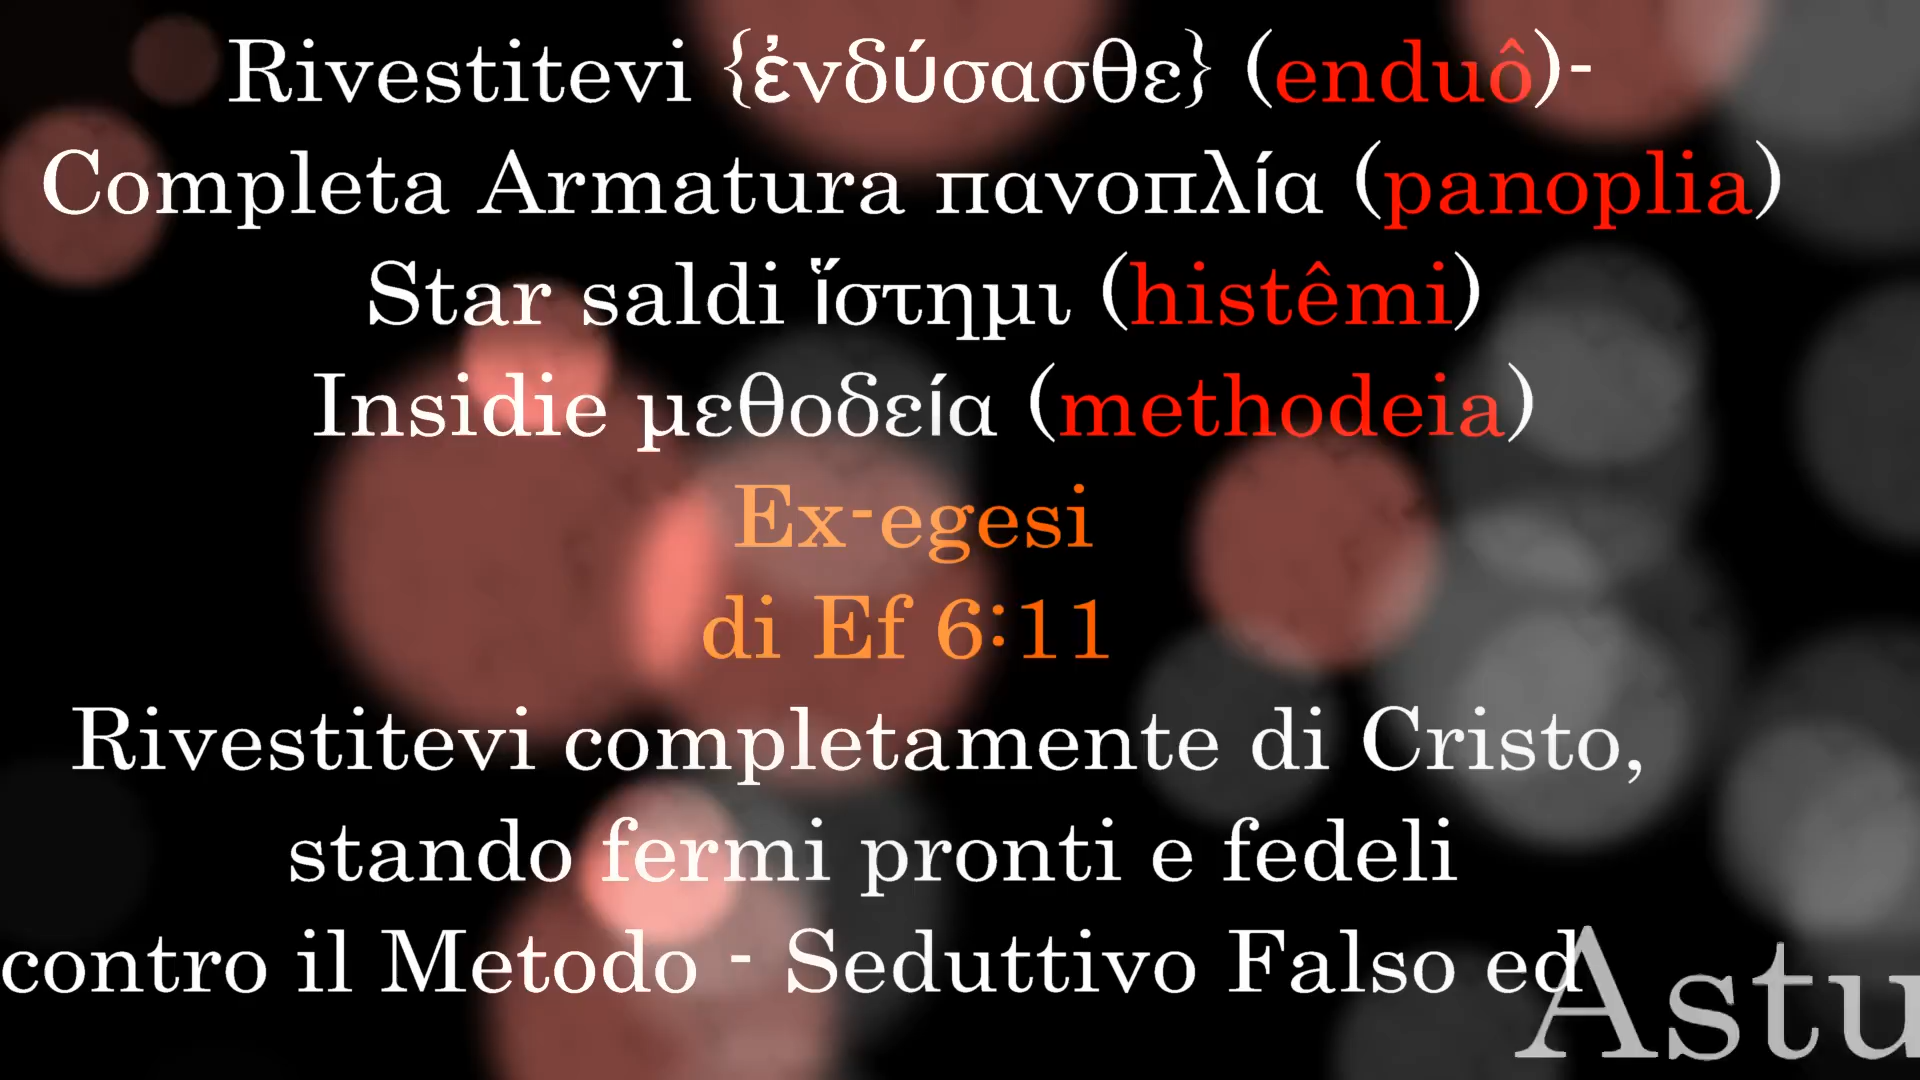 Rivestitevi {ἐνδύσασθε} (enduô)-
Completa Armatura πανοπλία (panoplia)
Star saldi ἵστημι (histêmi)
Insidie μεθοδεία (methodeia)
Ex-egesi
di Ef 6:11
Rivestitevi completamente di Cristo,
stando fermi pronti e fedeli
contro il Metodo - Seduttivo Falso ed
Astu